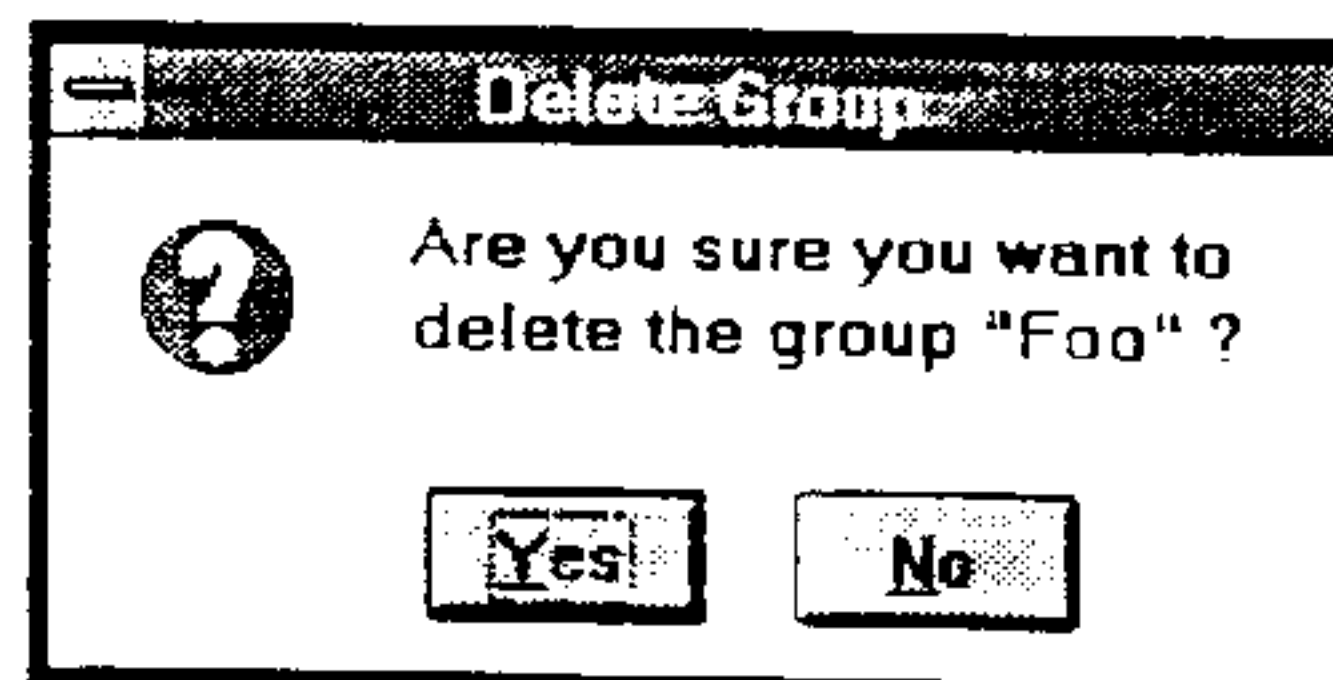 Delete Group
Are you sure you want to
delete the group "Foo" ?
Yes
No